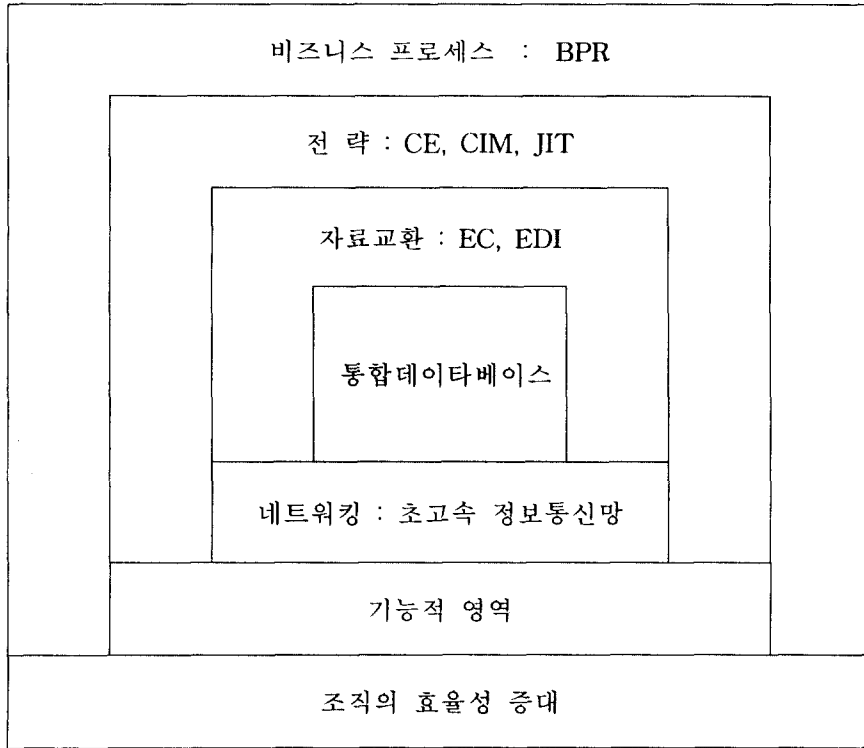 비즈니스 프로세스 : BPR
전 략 : CE, CIM, JIT
자료교환 : EC, EDI
통합데이타베이스
네트워킹 : 초고속 정보통신망
기능적 영역
조직의 효율성 증대